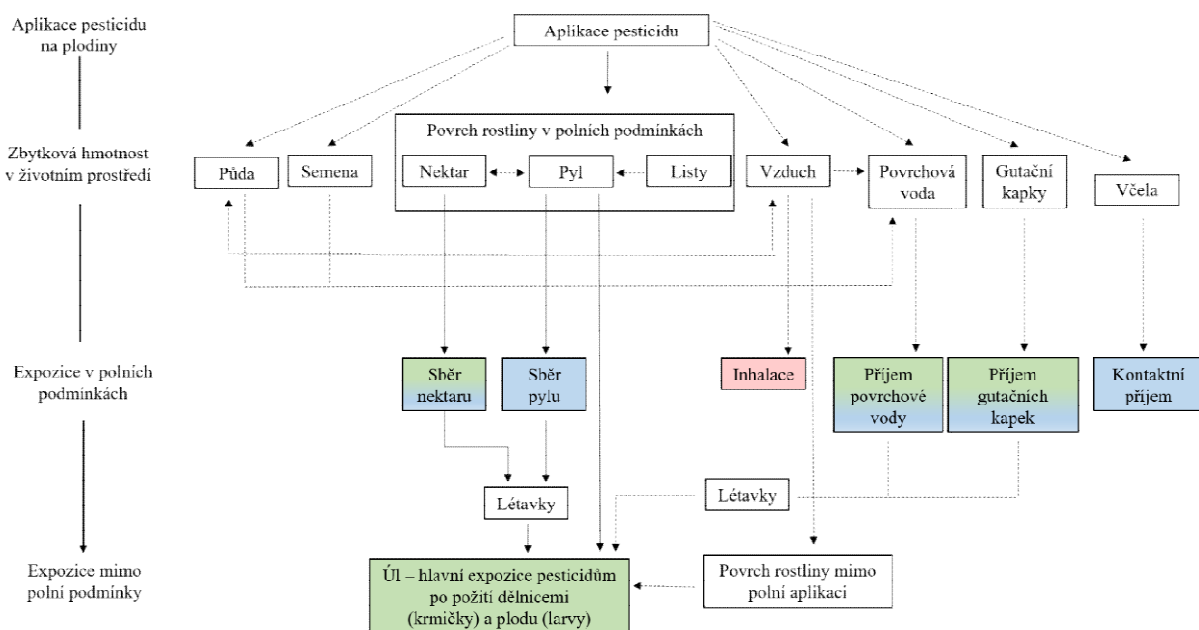 Aplikace pesticidu
na plodiny
Aplikace pesticidu
Zbytková hmotnost
v životním prostředí
Povrch rostliny v polních podmínkách
Půda
Semena
Nektar
Pyl
Listy
Vzduch
Povrchová
voda
Gutační
kapky
Včela
Expozice v polních
podmínkách
Sběr
nektaru
Sběr
pylu
Inhalace
Příjem
povrchové
vody
Příjem
gutačních
kapek
Kontaktní
příjem
Létavky
Létavky
Expozice mimo
polní podmínky
Úl – hlavní expozice pesticidům
po požití dělnicemi
(krmičky) a plodu (larvy)
Povrch rostliny mimo
polní aplikaci